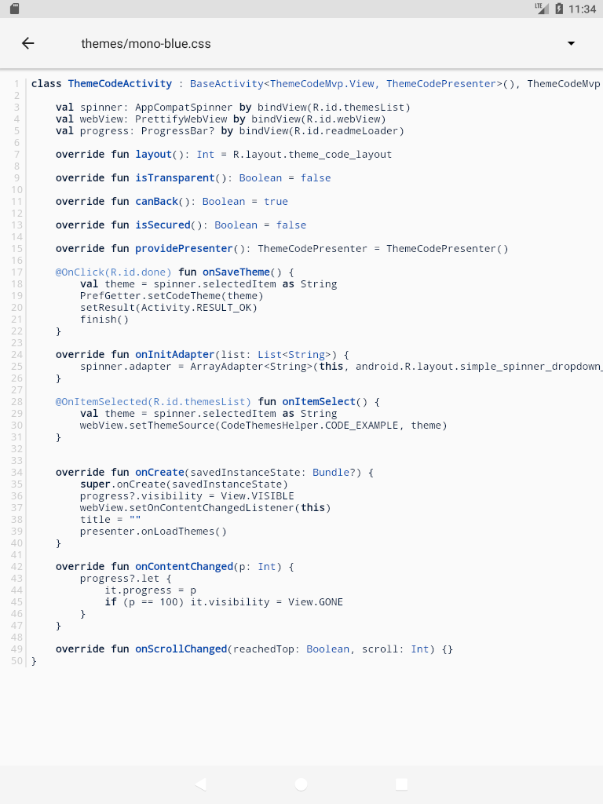 LTE 11:34
themes/mono-blue.css
1 class ThemeCodeActivity : BaseActivity<ThemeCodeMvp.View, ThemeCodePresenter>(), ThemeCodeMvp
2
3 val spinner: AppCompatSpinner by bindView(R.id.themesList)
4 val webView: PrettifyWebView by bindView(R.id.webView)
5 val progress: ProgressBar? by bindView(R.id.readmeLoader)
6
7 override fun layout(): Int = R.layout.theme_code_layout
8
9 override fun isTransparent(): Boolean = false
10
11 override fun canBack(): Boolean = true
12
13 override fun isSecured(): Boolean = false
14
15 override fun providePresenter(): ThemeCodePresenter = ThemeCodePresenter()
16
17 @OnClick(R.id.done) fun onSaveTheme() {
18 val theme = spinner.selectedItem as String
19 PrefGetter.setCodeTheme(theme)
20 setResult(Activity.RESULT_OK)
21 finish()
22 }
23
24 override fun onInitAdapter(list: List<String>) {
25 spinner.adapter = ArrayAdapter<String>(this, android.R.layout.simple_spinner_dropdown_
26 }
27
28 @OnItemSelected(R.id.themesList) fun onItemSelect() {
29 val theme = spinner.selectedItem as String
30 webView.setThemeSource(CodeThemesHelper.CODE_EXAMPLE, theme)
31 }
32
33
34 override fun onCreate(savedInstanceState: Bundle?) {
35 super.onCreate(savedInstanceState)
36 progress?.visibility = View.VISIBLE
37 webView.setOnContentChangedListener(this)
38 title = ""
39 presenter.onLoadThemes()
40 }
41
42 override fun onContentChanged(p: Int) {
43 progress?.let {
44 it.progress = p
45 if (p == 100) it.visibility = View.GONE
46 }
47 }
48
49 override fun onScrollChanged(reachedTop: Boolean, scroll: Int) {}
50 }